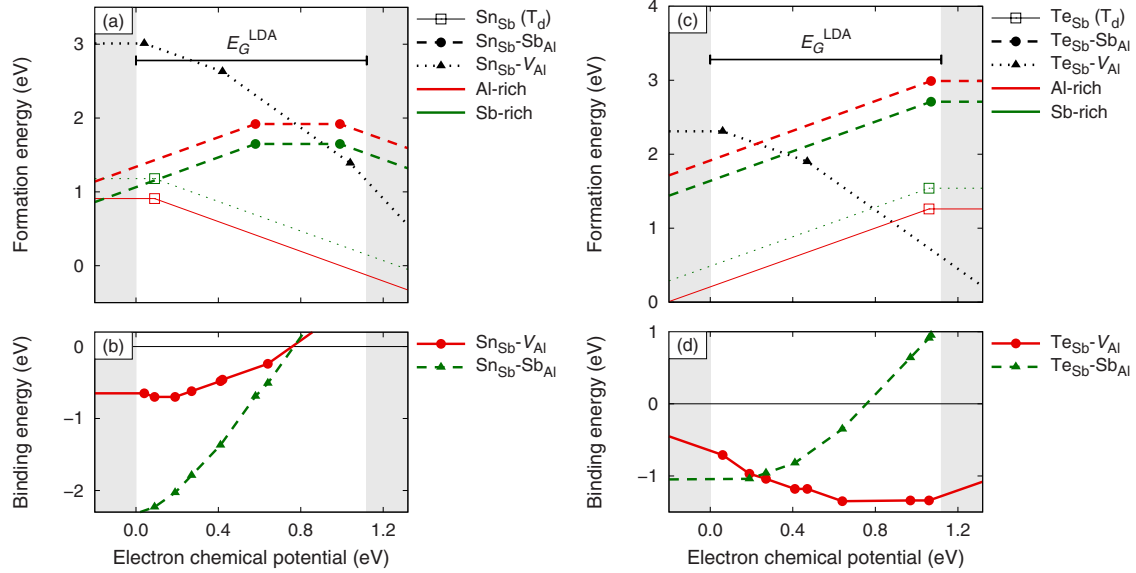 (a)
E_G^LDA
Formation energy (eV)
3
2
1
0
Sn_Sb (T_d)
Sn_Sb-Sb_Al
Sn_Sb-V_Al
Al-rich
Sb-rich
(b)
Binding energy (eV)
0
−1
−2
0.0 0.4 0.8 1.2
Electron chemical potential (eV)
Sn_Sb-V_Al
Sn_Sb-Sb_Al
(c)
E_G^LDA
Formation energy (eV)
4
3
2
1
0
Te_Sb (T_d)
Te_Sb-Sb_Al
Te_Sb-V_Al
Al-rich
Sb-rich
(d)
Binding energy (eV)
1
0
−1
0.0 0.4 0.8 1.2
Electron chemical potential (eV)
Te_Sb-V_Al
Te_Sb-Sb_Al